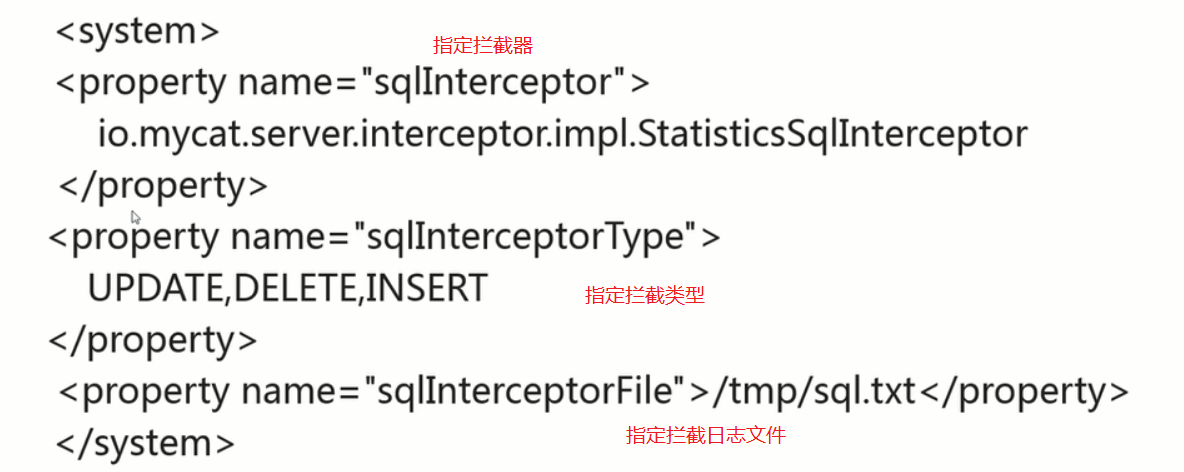 <system>
指定拦截器
<property name="sqlInterceptor">
io.mycat.server.interceptor.impl.StatisticsSqlInterceptor
</property>
<property name="sqlInterceptorType">
UPDATE,DELETE,INSERT
指定拦截类型
</property>
<property name="sqlInterceptorFile">/tmp/sql.txt</property>
指定拦截日志文件
</system>